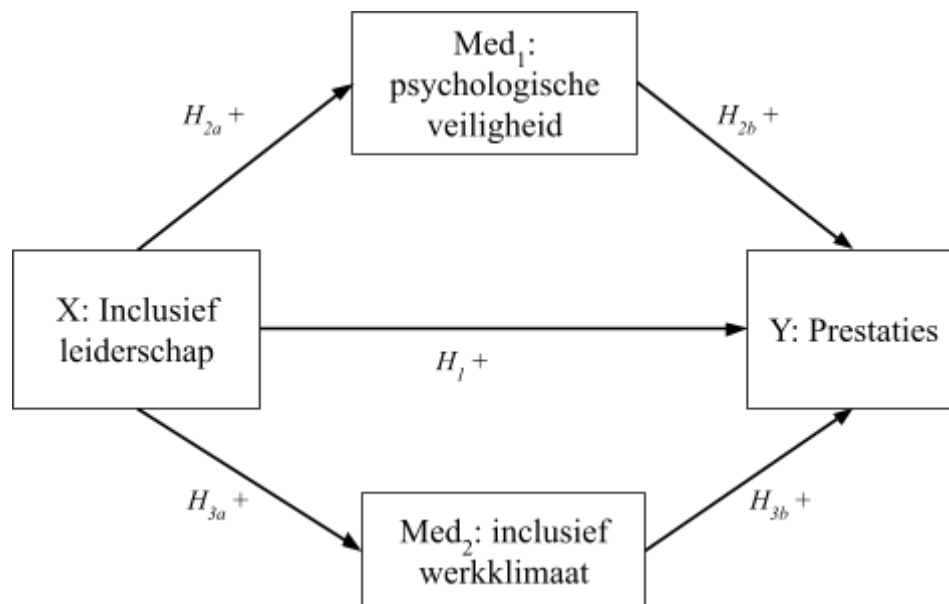 Med₁:
psychologische
veiligheid
H₂ₐ +
H₂b +
X: Inclusief
leiderschap
Y: Prestaties
H₁ +
H₃ₐ +
H₃b +
Med₂: inclusief
werkklimaat